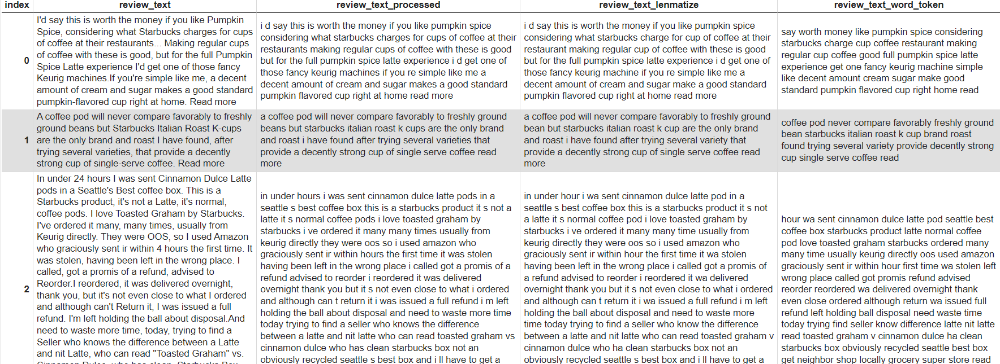 index review_text review_text_processed review_text_lenmatize review_text_word_token
0
I'd say this is worth the money if you like Pumpkin
Spice, considering what Starbucks charges for cups
of coffee at their restaurants... Making regular cups
of coffee with these is good, but for the full Pumpkin
Spice Latte experience I'd get one of those fancy
Keurig machines.If you're simple like me, a decent
amount of cream and sugar makes a good standard
pumpkin-flavored cup right at home. Read more
i d say this is worth the money if you like pumpkin spice
considering what starbucks charges for cups of coffee at their
restaurants making regular cups of coffee with these is good
but for the full pumpkin spice latte experience i d get one of
those fancy keurig machines if you re simple like me a
decent amount of cream and sugar makes a good standard
pumpkin flavored cup right at home read more
i d say this is worth the money if you like pumpkin spice
considering what starbucks charge for cup of coffee at their
restaurant making regular cup of coffee with these is good
but for the full pumpkin spice latte experience i d get one of
those fancy keurig machine if you re simple like me a
decent amount of cream and sugar make a good standard
pumpkin flavored cup right at home read more
say worth money like pumpkin spice considering
starbucks charge cup coffee restaurant making
regular cup coffee good full pumpkin spice latte
experience get one fancy keurig machine simple
like decent amount cream sugar make good
standard pumpkin flavored cup right home read
1
A coffee pod will never compare favorably to freshly
ground beans but Starbucks Italian Roast K-cups
are the only brand and roast I have found, after
trying several varieties, that provide a decently
strong cup of single-serve coffee. Read more
a coffee pod will never compare favorably to freshly ground
beans but starbucks italian roast k cups are the only brand
and roast i have found after trying several varieties that
provide a decently strong cup of single serve coffee read
more
a coffee pod will never compare favorably to freshly ground
bean but starbucks italian roast k cup are the only brand
and roast i have found after trying several variety that
provide a decently strong cup of single serve coffee read
more
coffee pod never compare favorably freshly ground
bean starbucks italian roast k cup brand roast
found trying several variety provide decently strong
cup single serve coffee read
2
In under 24 hours I was sent Cinnamon Dulce Latte
pods in a Seattle's Best coffee box. This is a
Starbucks product, it's not a Latte, it's normal,
coffee pods. I love Toasted Graham by Starbucks.
I've ordered it many, many times, usually from
Keurig directly. They were OOS, so I used Amazon
who graciously sent ir within 4 hours the first time. It
was stolen, having been left in the wrong place. I
called, got a promis of a refund, advised to
Reorder.I reordered, it was delivered overnight,
thank you, but it's not even close to what I ordered
and although can't Return it, I was issued a full
refund. I'm left holding the ball about disposal.And
need to waste more time, today, trying to find a
Seller who knows the difference between a Latte
and nit Latte, who can read "Toasted Graham" vs.
Cinnamon Dulce, who has clean, Starbucks Box
in under hours i was sent cinnamon dulce latte pods in a
seattle s best coffee box this is a starbucks product it s not a
latte it s normal coffee pods i love toasted graham by
starbucks i ve ordered it many many times usually from
keurig directly they were oos so i used amazon who
graciously sent ir within hours the first time it was stolen
having been left in the wrong place i called got a promis of a
refund advised to reorder i reordered it was delivered
overnight thank you but it s not even close to what i ordered
and although can t return it i was issued a full refund i m left
holding the ball about disposal and need to waste more time
today trying to find a seller who knows the difference
between a latte and nit latte who can read toasted graham vs
cinnamon dulce who has clean starbucks box not an
obviously recycled seattle s best box and i ll have to get a
in under hour i wa sent cinnamon dulce latte pod in a
seattle s best coffee box this is a starbucks product it s not
a latte it s normal coffee pod i love toasted graham by
starbucks i ve ordered it many many time usually from
keurig directly they were oos so i used amazon who
graciously sent ir within hour the first time it wa stolen
having been left in the wrong place i called got a promis of
a refund advised to reorder i reordered it wa delivered
overnight thank you but it s not even close to what i ordered
and although can t return it i wa issued a full refund i m left
holding the ball about disposal and need to waste more
time today trying to find a seller who know the difference
between a latte and nit latte who can read toasted graham v
cinnamon dulce who ha clean starbucks box not an
obviously recycled seattle s best box and i ll have to get a
hour wa sent cinnamon dulce latte pod seattle best
coffee box starbucks product latte normal coffee
pod love toasted graham starbucks ordered many
many time usually keurig directly oos used amazon
graciously sent ir within hour first time wa stolen left
wrong place called got promis refund advised
reorder reordered wa delivered overnight thank
even close ordered although return wa issued full
refund left holding ball disposal need waste time
today trying find seller know difference latte nit latte
read toasted graham v cinnamon dulce ha clean
starbucks box obviously recycled seattle best box
get neighbor shop locally grocery super store read